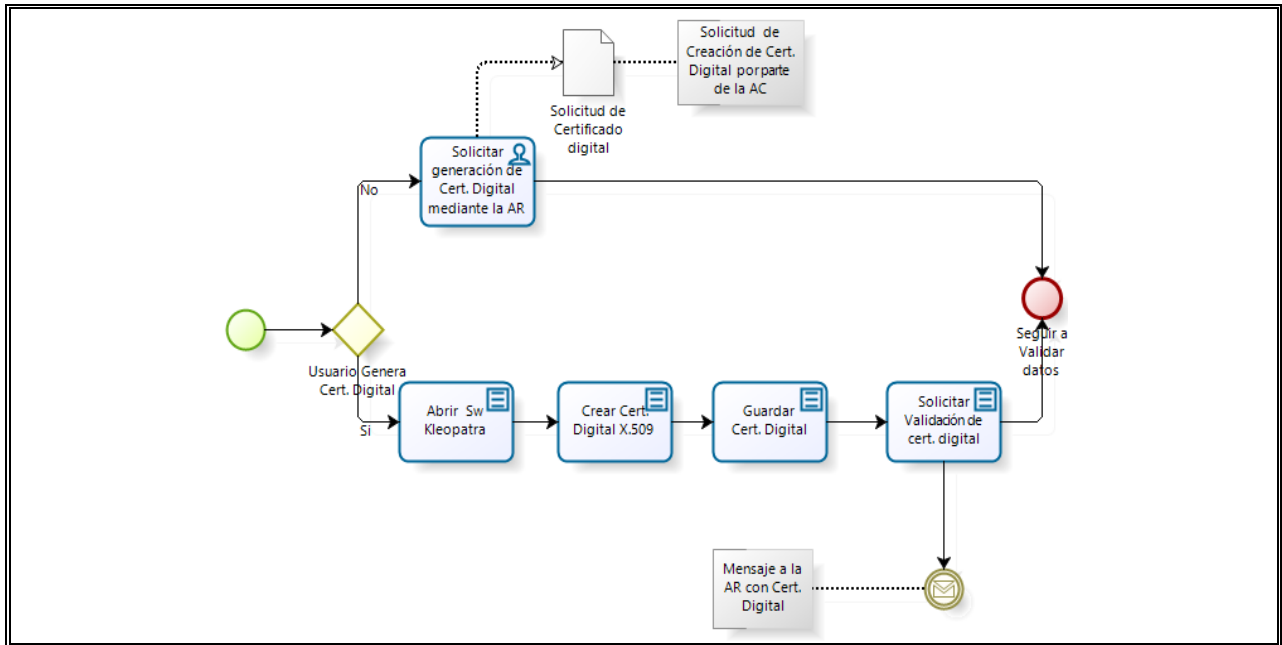 Solicitud de
Creación de Cert.
Digital porparte
de la AC
Solicitud de
Certificado
digital
Solicitar
generación de
Cert. Digital
mediante la AR
No
Usuario Genera
Cert. Digital
Si
Abrir Sw
Kleopatra
Crear Cert.
Digital X.509
Guardar
Cert. Digital
Solicitar
Validación de
cert. digital
Seguir a
Validar
datos
Mensaje a la
AR con Cert.
Digital